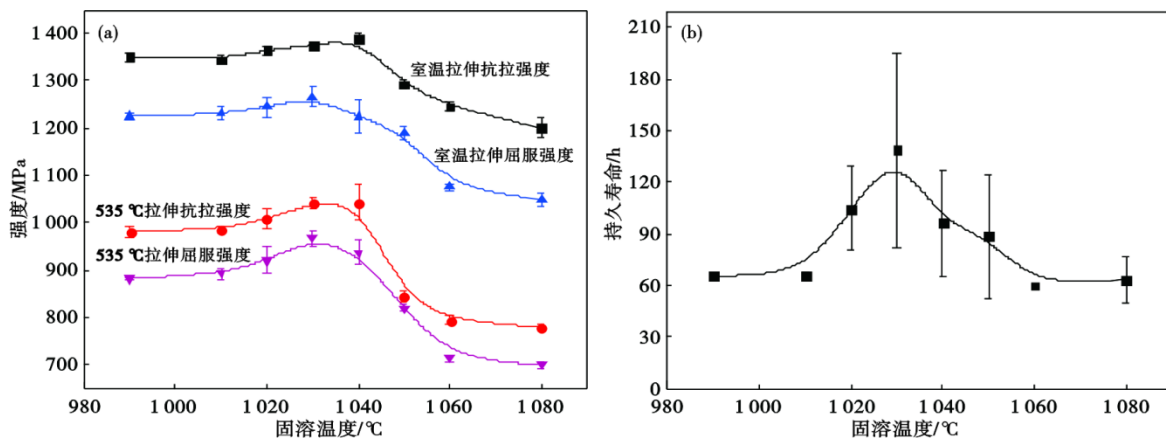 (a)
1 400
1 300
1 200
1 100
1 000
900
800
700
强度/MPa
室温拉伸抗拉强度
室温拉伸屈服强度
535 ℃拉伸抗拉强度
535 ℃拉伸屈服强度
980
1 000
1 020
1 040
1 060
1 080
固溶温度/℃
(b)
210
180
150
120
90
60
30
0
持久寿命/h
980
1 000
1 020
1 040
1 060
1 080
固溶温度/℃